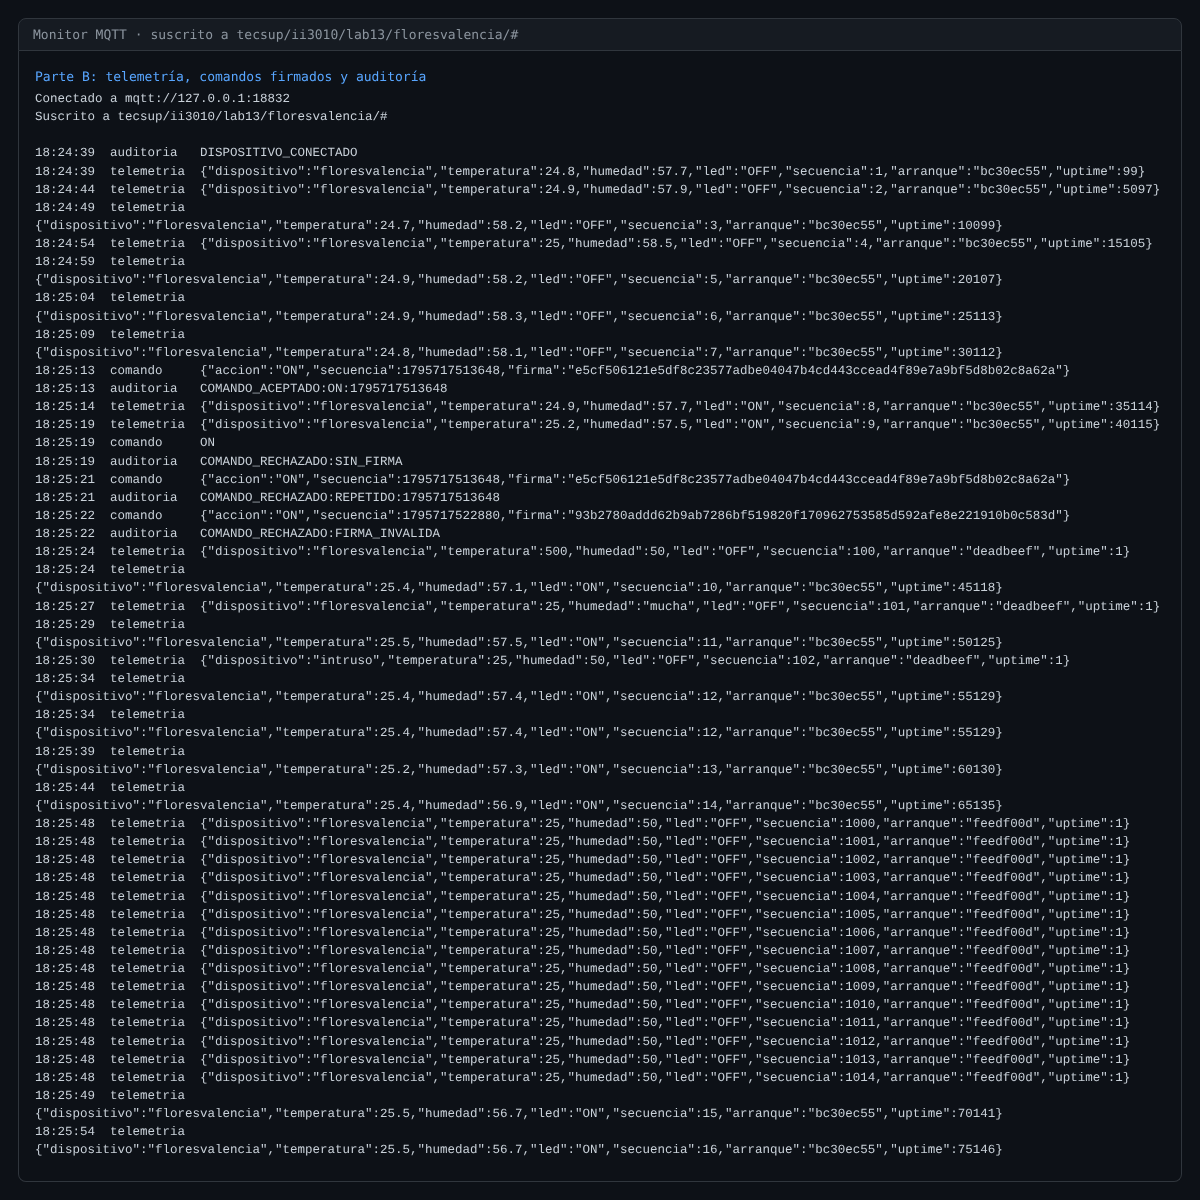 Monitor MQTT · suscrito a tecsup/ii3010/lab13/floresvalencia/#
Parte B: telemetría, comandos firmados y auditoría
Conectado a mqtt://127.0.0.1:18832
Suscrito a tecsup/ii3010/lab13/floresvalencia/#
18:24:39  auditoria   DISPOSITIVO_CONECTADO
18:24:39  telemetria  {"dispositivo":"floresvalencia","temperatura":24.8,"humedad":57.7,"led":"OFF","secuencia":1,"arranque":"bc30ec55","uptime":99}
18:24:44  telemetria  {"dispositivo":"floresvalencia","temperatura":24.9,"humedad":57.9,"led":"OFF","secuencia":2,"arranque":"bc30ec55","uptime":5097}
18:24:49  telemetria
{"dispositivo":"floresvalencia","temperatura":24.7,"humedad":58.2,"led":"OFF","secuencia":3,"arranque":"bc30ec55","uptime":10099}
18:24:54  telemetria  {"dispositivo":"floresvalencia","temperatura":25,"humedad":58.5,"led":"OFF","secuencia":4,"arranque":"bc30ec55","uptime":15105}
18:24:59  telemetria
{"dispositivo":"floresvalencia","temperatura":24.9,"humedad":58.2,"led":"OFF","secuencia":5,"arranque":"bc30ec55","uptime":20107}
18:25:04  telemetria
{"dispositivo":"floresvalencia","temperatura":24.9,"humedad":58.3,"led":"OFF","secuencia":6,"arranque":"bc30ec55","uptime":25113}
18:25:09  telemetria
{"dispositivo":"floresvalencia","temperatura":24.8,"humedad":58.1,"led":"OFF","secuencia":7,"arranque":"bc30ec55","uptime":30112}
18:25:13  comando     {"accion":"ON","secuencia":1795717513648,"firma":"e5cf506121e5df8c23577adbe04047b4cd443ccead4f89e7a9bf5d8b02c8a62a"}
18:25:13  auditoria   COMANDO_ACEPTADO:ON:1795717513648
18:25:14  telemetria  {"dispositivo":"floresvalencia","temperatura":24.9,"humedad":57.7,"led":"ON","secuencia":8,"arranque":"bc30ec55","uptime":35114}
18:25:19  telemetria  {"dispositivo":"floresvalencia","temperatura":25.2,"humedad":57.5,"led":"ON","secuencia":9,"arranque":"bc30ec55","uptime":40115}
18:25:19  comando     ON
18:25:19  auditoria   COMANDO_RECHAZADO:SIN_FIRMA
18:25:21  comando     {"accion":"ON","secuencia":1795717513648,"firma":"e5cf506121e5df8c23577adbe04047b4cd443ccead4f89e7a9bf5d8b02c8a62a"}
18:25:21  auditoria   COMANDO_RECHAZADO:REPETIDO:1795717513648
18:25:22  comando     {"accion":"ON","secuencia":1795717522880,"firma":"93b2780addd62b9ab7286bf519820f170962753585d592afe8e221910b0c583d"}
18:25:22  auditoria   COMANDO_RECHAZADO:FIRMA_INVALIDA
18:25:24  telemetria  {"dispositivo":"floresvalencia","temperatura":500,"humedad":50,"led":"OFF","secuencia":100,"arranque":"deadbeef","uptime":1}
18:25:24  telemetria
{"dispositivo":"floresvalencia","temperatura":25.4,"humedad":57.1,"led":"ON","secuencia":10,"arranque":"bc30ec55","uptime":45118}
18:25:27  telemetria  {"dispositivo":"floresvalencia","temperatura":25,"humedad":"mucha","led":"OFF","secuencia":101,"arranque":"deadbeef","uptime":1}
18:25:29  telemetria
{"dispositivo":"floresvalencia","temperatura":25.5,"humedad":57.5,"led":"ON","secuencia":11,"arranque":"bc30ec55","uptime":50125}
18:25:30  telemetria  {"dispositivo":"intruso","temperatura":25,"humedad":50,"led":"OFF","secuencia":102,"arranque":"deadbeef","uptime":1}
18:25:34  telemetria
{"dispositivo":"floresvalencia","temperatura":25.4,"humedad":57.4,"led":"ON","secuencia":12,"arranque":"bc30ec55","uptime":55129}
18:25:34  telemetria
{"dispositivo":"floresvalencia","temperatura":25.4,"humedad":57.4,"led":"ON","secuencia":12,"arranque":"bc30ec55","uptime":55129}
18:25:39  telemetria
{"dispositivo":"floresvalencia","temperatura":25.2,"humedad":57.3,"led":"ON","secuencia":13,"arranque":"bc30ec55","uptime":60130}
18:25:44  telemetria
{"dispositivo":"floresvalencia","temperatura":25.4,"humedad":56.9,"led":"ON","secuencia":14,"arranque":"bc30ec55","uptime":65135}
18:25:48  telemetria  {"dispositivo":"floresvalencia","temperatura":25,"humedad":50,"led":"OFF","secuencia":1000,"arranque":"feedf00d","uptime":1}
18:25:48  telemetria  {"dispositivo":"floresvalencia","temperatura":25,"humedad":50,"led":"OFF","secuencia":1001,"arranque":"feedf00d","uptime":1}
18:25:48  telemetria  {"dispositivo":"floresvalencia","temperatura":25,"humedad":50,"led":"OFF","secuencia":1002,"arranque":"feedf00d","uptime":1}
18:25:48  telemetria  {"dispositivo":"floresvalencia","temperatura":25,"humedad":50,"led":"OFF","secuencia":1003,"arranque":"feedf00d","uptime":1}
18:25:48  telemetria  {"dispositivo":"floresvalencia","temperatura":25,"humedad":50,"led":"OFF","secuencia":1004,"arranque":"feedf00d","uptime":1}
18:25:48  telemetria  {"dispositivo":"floresvalencia","temperatura":25,"humedad":50,"led":"OFF","secuencia":1005,"arranque":"feedf00d","uptime":1}
18:25:48  telemetria  {"dispositivo":"floresvalencia","temperatura":25,"humedad":50,"led":"OFF","secuencia":1006,"arranque":"feedf00d","uptime":1}
18:25:48  telemetria  {"dispositivo":"floresvalencia","temperatura":25,"humedad":50,"led":"OFF","secuencia":1007,"arranque":"feedf00d","uptime":1}
18:25:48  telemetria  {"dispositivo":"floresvalencia","temperatura":25,"humedad":50,"led":"OFF","secuencia":1008,"arranque":"feedf00d","uptime":1}
18:25:48  telemetria  {"dispositivo":"floresvalencia","temperatura":25,"humedad":50,"led":"OFF","secuencia":1009,"arranque":"feedf00d","uptime":1}
18:25:48  telemetria  {"dispositivo":"floresvalencia","temperatura":25,"humedad":50,"led":"OFF","secuencia":1010,"arranque":"feedf00d","uptime":1}
18:25:48  telemetria  {"dispositivo":"floresvalencia","temperatura":25,"humedad":50,"led":"OFF","secuencia":1011,"arranque":"feedf00d","uptime":1}
18:25:48  telemetria  {"dispositivo":"floresvalencia","temperatura":25,"humedad":50,"led":"OFF","secuencia":1012,"arranque":"feedf00d","uptime":1}
18:25:48  telemetria  {"dispositivo":"floresvalencia","temperatura":25,"humedad":50,"led":"OFF","secuencia":1013,"arranque":"feedf00d","uptime":1}
18:25:48  telemetria  {"dispositivo":"floresvalencia","temperatura":25,"humedad":50,"led":"OFF","secuencia":1014,"arranque":"feedf00d","uptime":1}
18:25:49  telemetria
{"dispositivo":"floresvalencia","temperatura":25.5,"humedad":56.7,"led":"ON","secuencia":15,"arranque":"bc30ec55","uptime":70141}
18:25:54  telemetria
{"dispositivo":"floresvalencia","temperatura":25.5,"humedad":56.7,"led":"ON","secuencia":16,"arranque":"bc30ec55","uptime":75146}